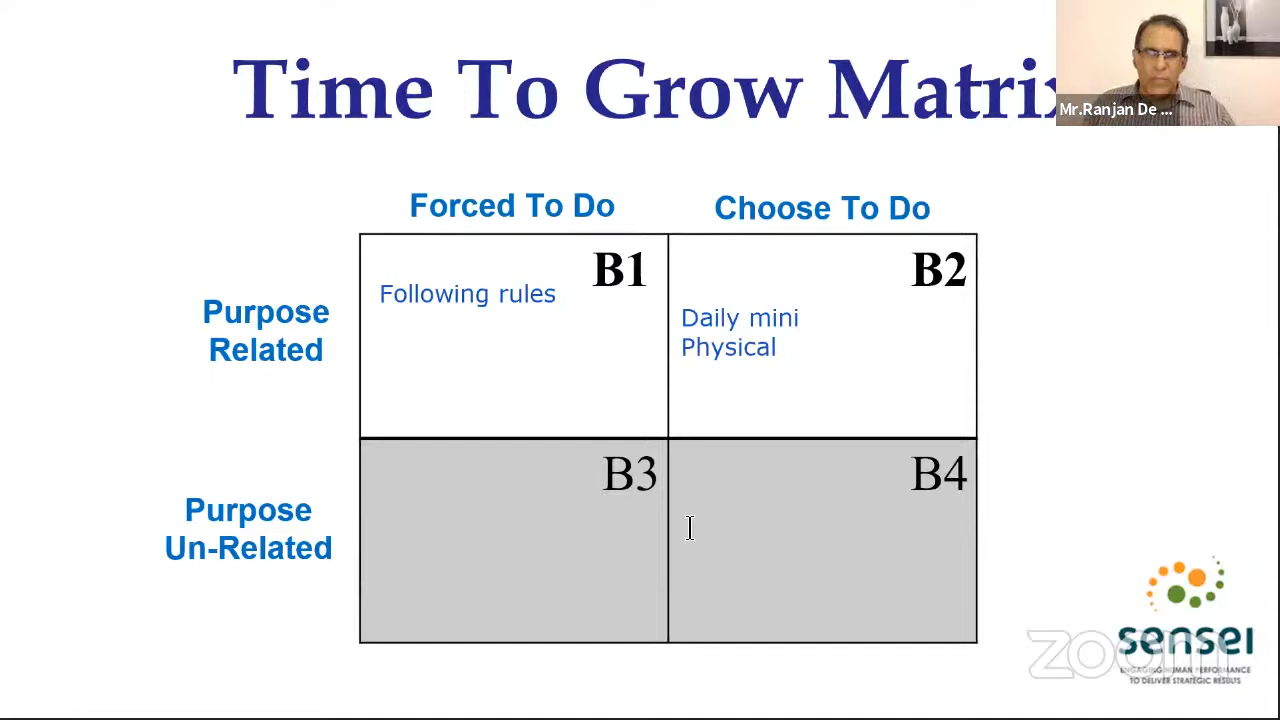 Time To Grow Matrix
Mr.Ranjan De ...
Forced To Do
Choose To Do
B1
B2
Following rules
Purpose
Related
Daily mini
Physical
B3
B4
Purpose
Un-Related
sensei
zoom
ENGAGING HUMAN PERFORMANCE
TO DELIVER STRATEGIC RESULTS